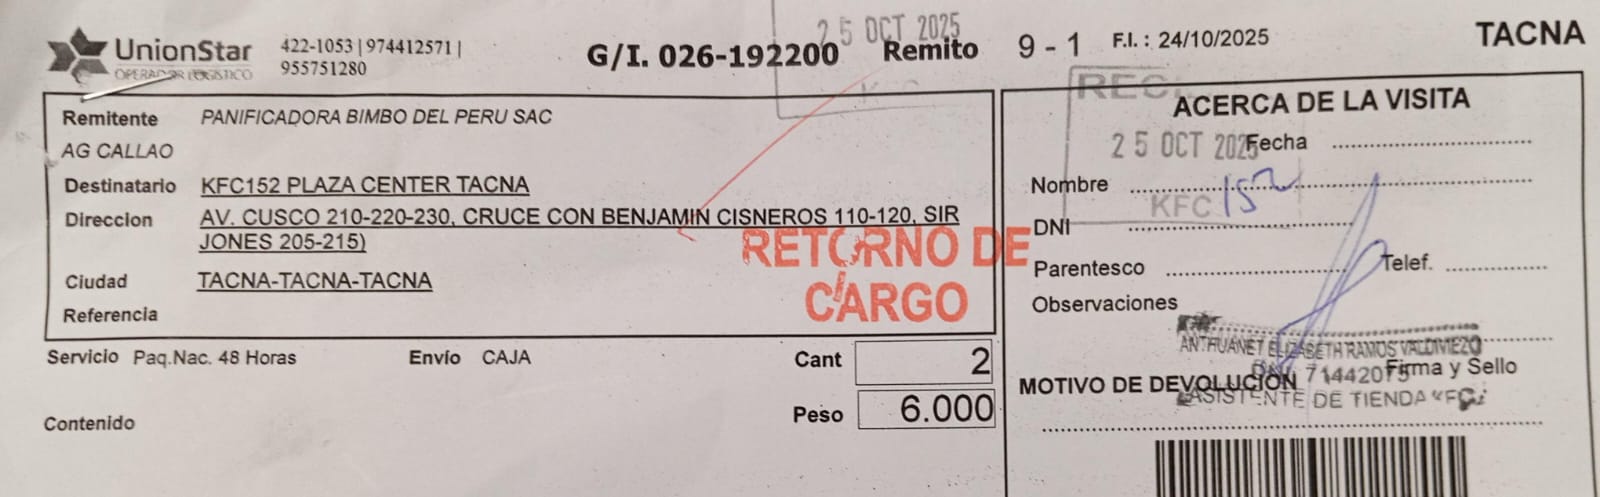 UnionStar
OPERADOR LOGISTICO
422-1053 | 974412571 |
955751280
G/I. 026-192200
25 OCT 2025
KFC
Remito
9 - 1
F.I. : 24/10/2025
TACNA
Remitente PANIFICADORA BIMBO DEL PERU SAC
AG CALLAO
Destinatario KFC152 PLAZA CENTER TACNA
Direccion AV. CUSCO 210-220-230, CRUCE CON BENJAMIN CISNEROS 110-120, SIR
JONES 205-215)
Ciudad TACNA-TACNA-TACNA
Referencia
RETORNO DE
CARGO
Servicio Paq.Nac. 48 Horas Envío CAJA Cant 2
Peso 6.000
Contenido
ACERCA DE LA VISITA
25 OCT 2025
Fecha
Nombre
KFC 152
DNI
Parentesco Telef.
Observaciones
ANTHUANET ELIZABETH RAMOS VALDIVIEZO
71442075
Firma y Sello
MOTIVO DE DEVOLUCIÓN
ASISTENTE DE TIENDA KFC